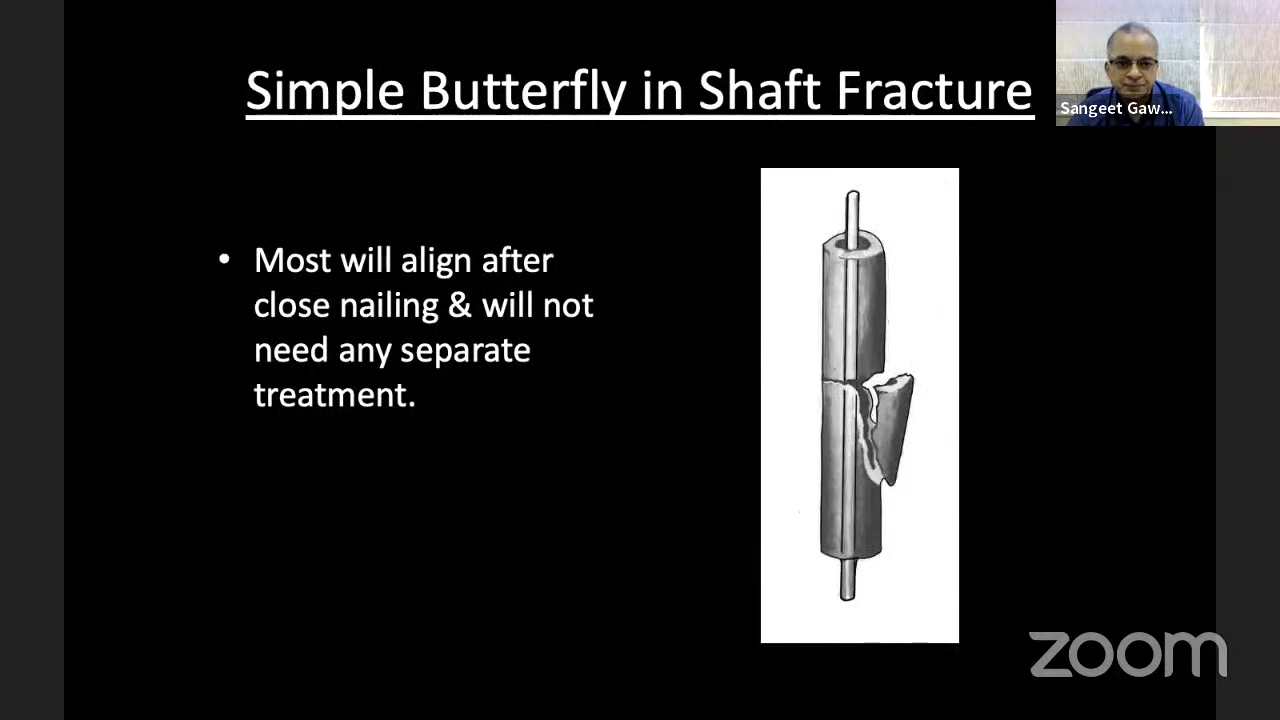 Simple Butterfly in Shaft Fracture
Sangeet Gaw...
• Most will align after
close nailing & will not
need any separate
treatment.
zoom